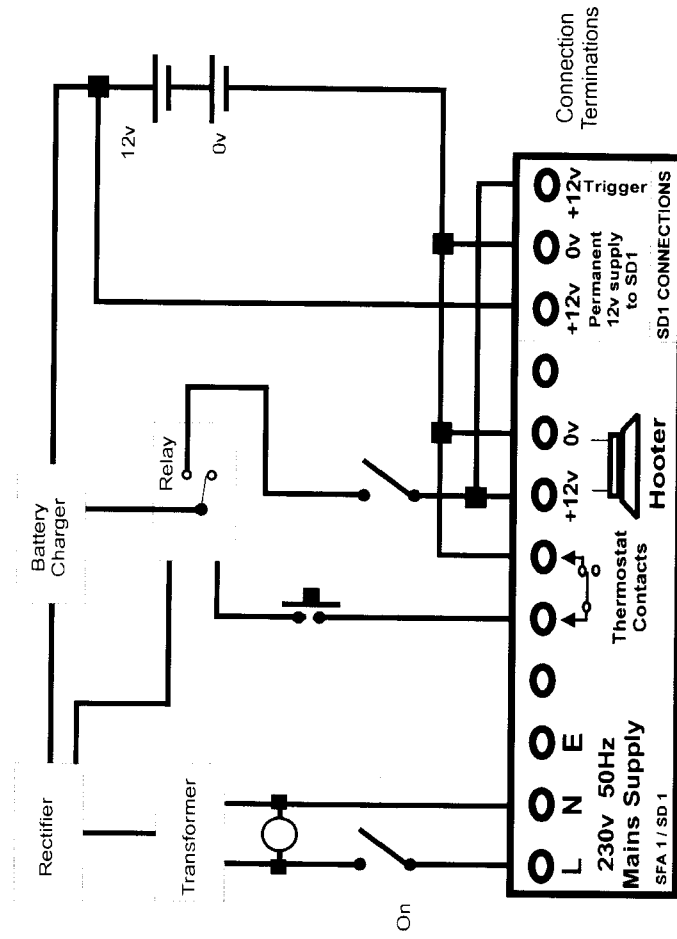 Rectifier
Battery
Charger
Transformer
Relay
12v
0v
On
Connection
Terminations
L
N
E
230v 50Hz
Mains Supply
SFA 1 / SD 1
Thermostat
Contacts
+12v
0v
Hooter
+12v
0v
+12v
Permanent
12v supply
to SD1
Trigger
SD1 CONNECTIONS